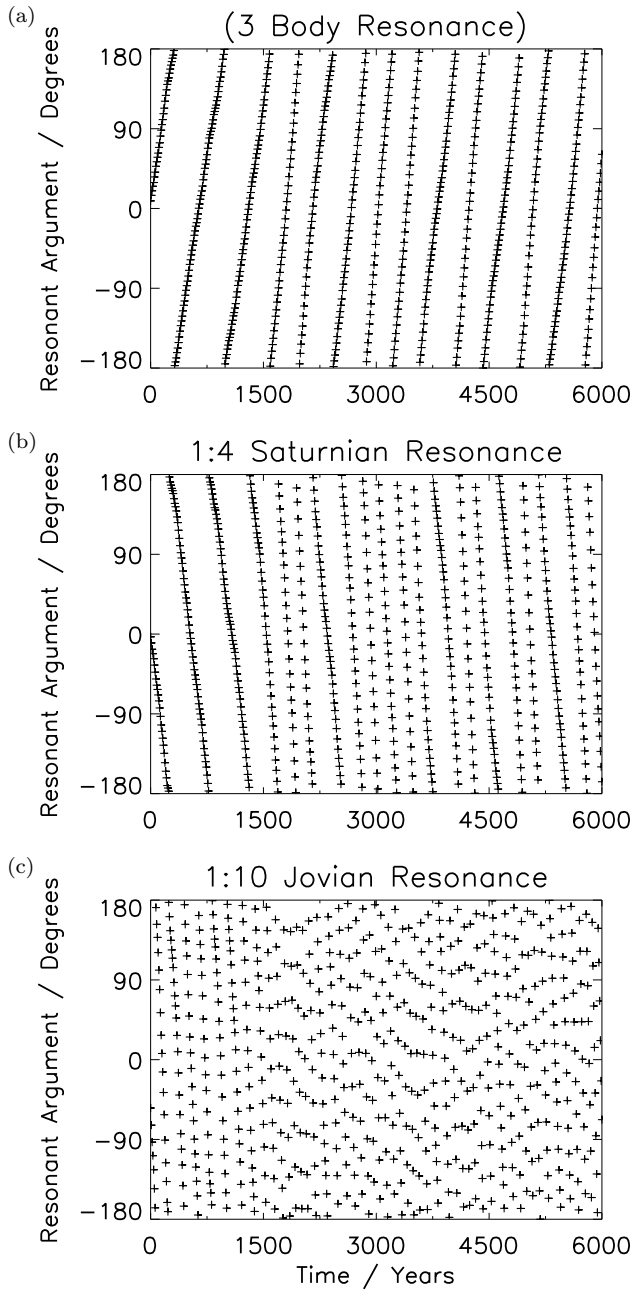 (a)
(3 Body Resonance)
Resonant Argument / Degrees
180
90
0
−90
−180
0 1500 3000 4500 6000
(b)
1:4 Saturnian Resonance
Resonant Argument / Degrees
180
90
0
−90
−180
0 1500 3000 4500 6000
(c)
1:10 Jovian Resonance
Resonant Argument / Degrees
180
90
0
−90
−180
0 1500 3000 4500 6000
Time / Years